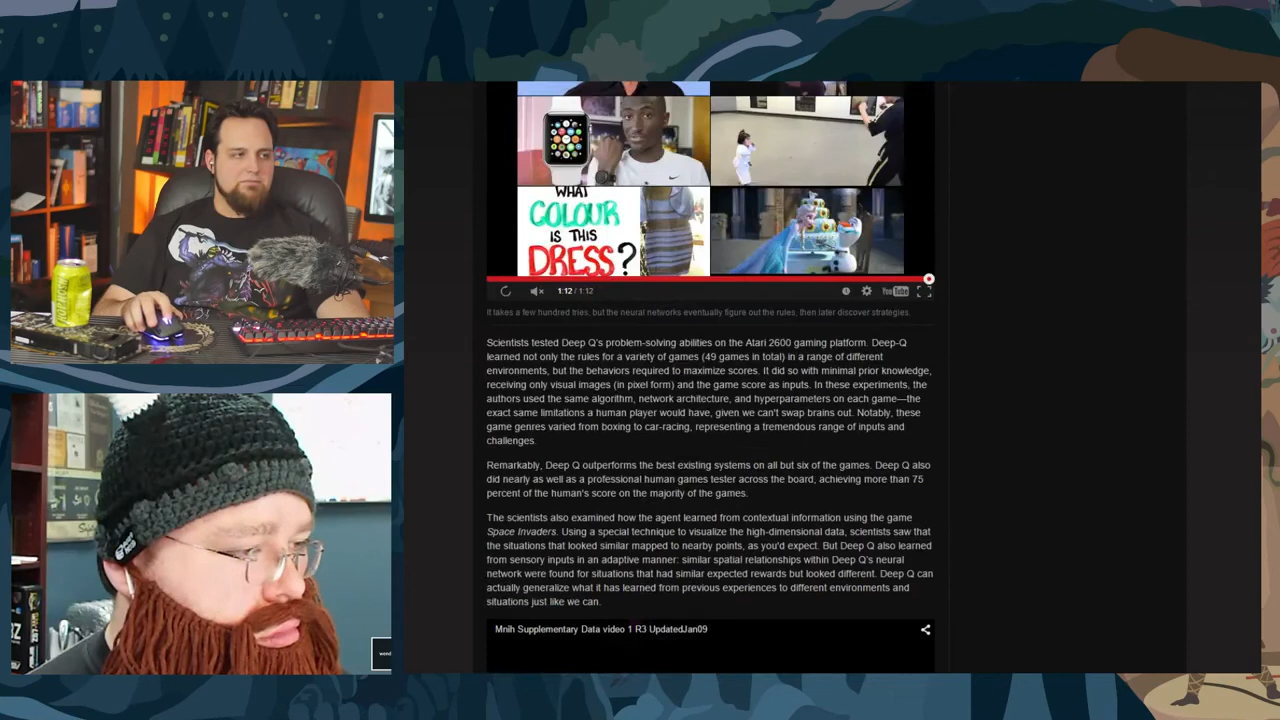 WHAT
COLOUR
IS THIS
DRESS?
1:12 / 1:12
YouTube
It takes a few hundred tries, but the neural networks eventually figure out the rules, then later discover strategies.
Scientists tested Deep Q's problem-solving abilities on the Atari 2600 gaming platform. Deep-Q
learned not only the rules for a variety of games (49 games in total) in a range of different
environments, but the behaviors required to maximize scores. It did so with minimal prior knowledge,
receiving only visual images (in pixel form) and the game score as inputs. In these experiments, the
authors used the same algorithm, network architecture, and hyperparameters on each game—the
exact same limitations a human player would have, given we can't swap brains out. Notably, these
game genres varied from boxing to car-racing, representing a tremendous range of inputs and
challenges.
Remarkably, Deep Q outperforms the best existing systems on all but six of the games. Deep Q also
did nearly as well as a professional human games tester across the board, achieving more than 75
percent of the human's score on the majority of the games.
The scientists also examined how the agent learned from contextual information using the game
Space Invaders. Using a special technique to visualize the high-dimensional data, scientists saw that
the situations that looked similar mapped to nearby points, as you'd expect. But Deep Q also learned
from sensory inputs in an adaptive manner: similar spatial relationships within Deep Q's neural
network were found for situations that had similar expected rewards but looked different. Deep Q can
actually generalize what it has learned from previous experiences to different environments and
situations just like we can.
Mnih Supplementary Data video 1 R3 UpdatedJan09
wend